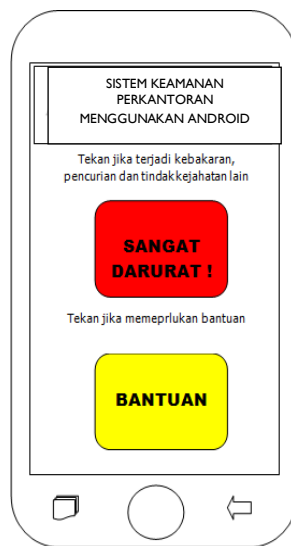 SISTEM KEAMANAN
PERKANTORAN
MENGGUNAKAN ANDROID
Tekan jika terjadi kebakaran,
pencurian dan tindak kejahatan lain
SANGAT
DARURAT !
Tekan jika memeprlukan bantuan
BANTUAN